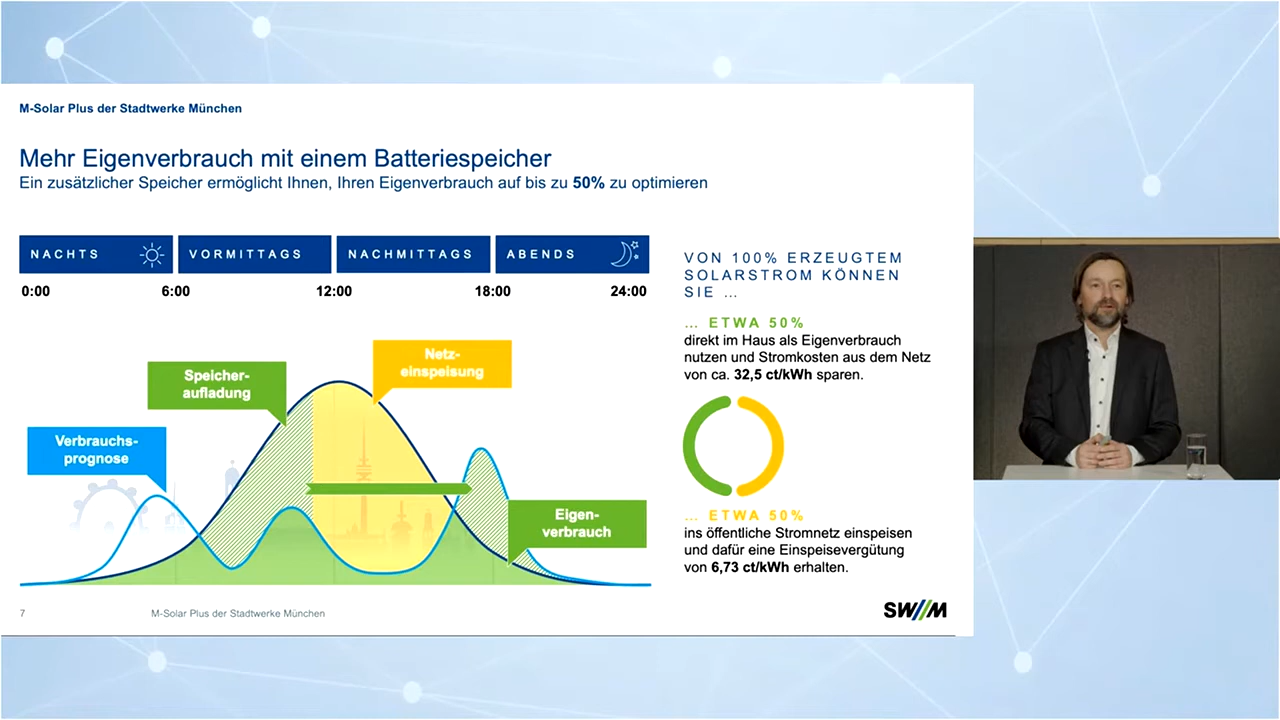 M-Solar Plus der Stadtwerke München
Mehr Eigenverbrauch mit einem Batteriespeicher
Ein zusätzlicher Speicher ermöglicht Ihnen, Ihren Eigenverbrauch auf bis zu 50% zu optimieren
NACHTS
VORMITTAGS
NACHMITTAGS
ABENDS
0:00
6:00
12:00
18:00
24:00
Speicher-
aufladung
Netz-
einspeisung
Verbrauchs-
prognose
Eigen-
verbrauch
VON 100% ERZEUGTEM
SOLARSTROM KÖNNEN
SIE …
… ETWA 50%
direkt im Haus als Eigenverbrauch
nutzen und Stromkosten aus dem Netz
von ca. 32,5 ct/kWh sparen.
… ETWA 50%
ins öffentliche Stromnetz einspeisen
und dafür eine Einspeisevergütung
von 6,73 ct/kWh erhalten.
7
M-Solar Plus der Stadtwerke München
SW//M